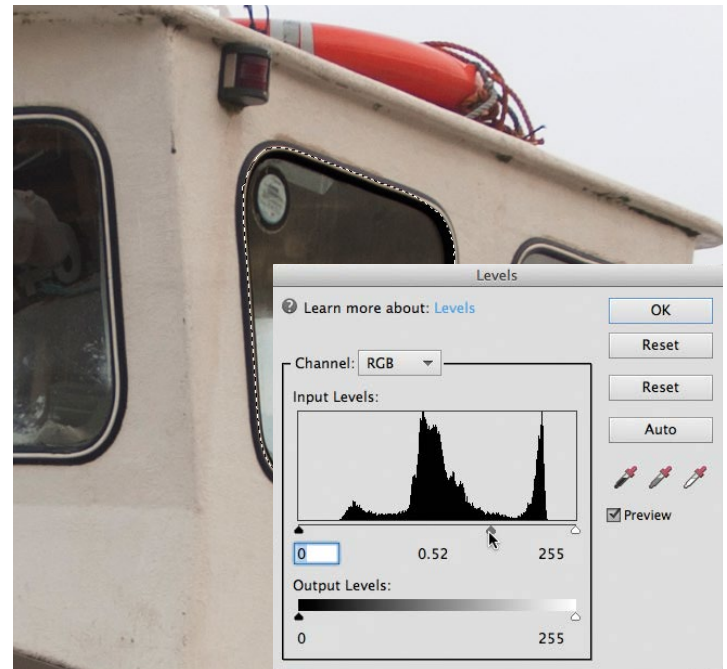 Levels
Learn more about: Levels
OK
Reset
Channel: RGB
Reset
Input Levels:
Auto
Preview
0
0.52
255
Output Levels:
0
255